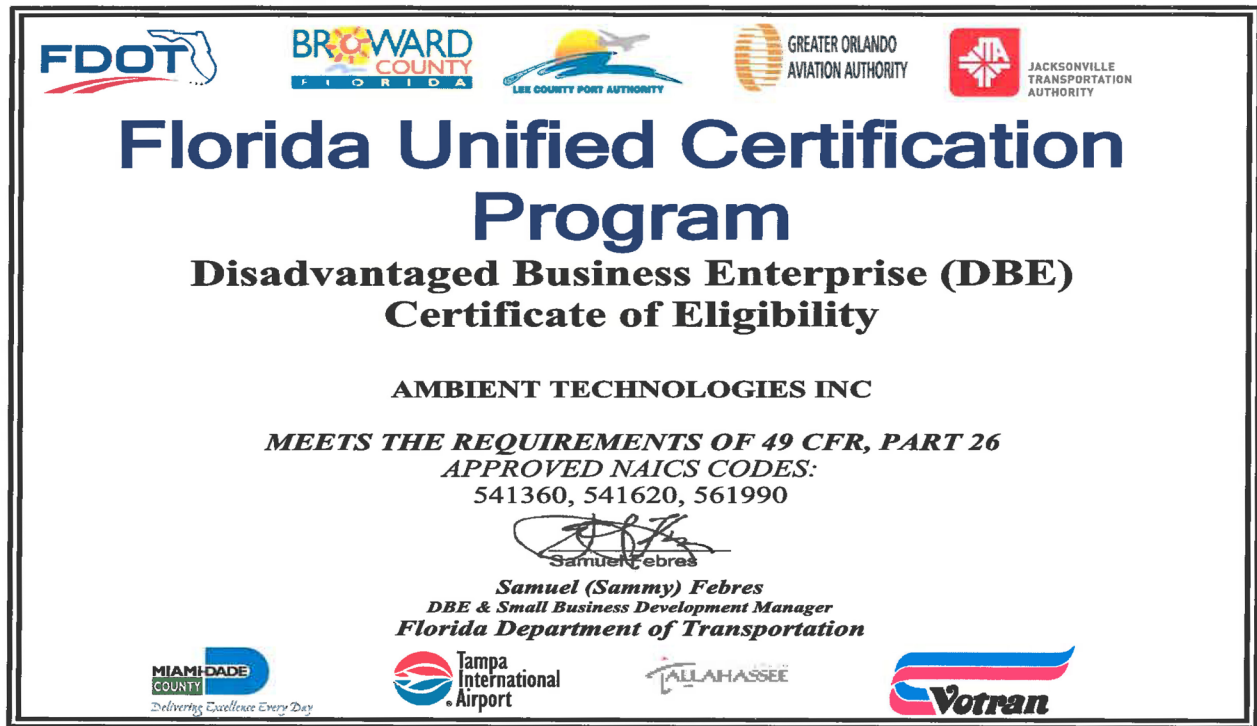 FDOT
BROWARD
COUNTY
FLORIDA
LEE COUNTY PORT AUTHORITY
GREATER ORLANDO
AVIATION AUTHORITY
JTA
JACKSONVILLE
TRANSPORTATION
AUTHORITY
Florida Unified Certification
Program
Disadvantaged Business Enterprise (DBE)
Certificate of Eligibility
AMBIENT TECHNOLOGIES INC
MEETS THE REQUIREMENTS OF 49 CFR, PART 26
APPROVED NAICS CODES:
541360, 541620, 561990
Samuel Febres
Samuel (Sammy) Febres
DBE & Small Business Development Manager
Florida Department of Transportation
MIAMI-DADE
COUNTY
Delivering Excellence Every Day
Tampa
International
Airport
TALLAHASSEE
Votran